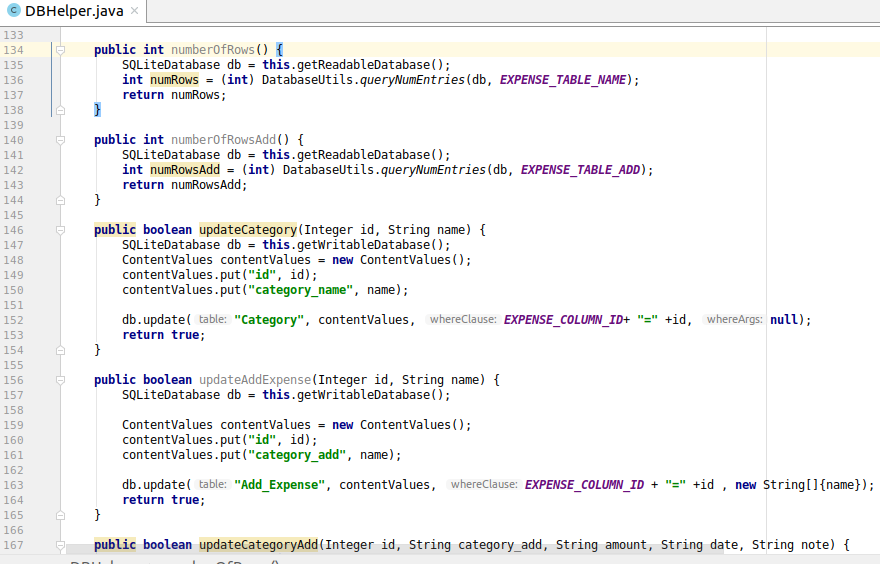 DBHelper.java ×
133
134 public int numberOfRows() {
135 SQLiteDatabase db = this.getReadableDatabase();
136 int numRows = (int) DatabaseUtils.queryNumEntries(db, EXPENSE_TABLE_NAME);
137 return numRows;
138 }
139
140 public int numberOfRowsAdd() {
141 SQLiteDatabase db = this.getReadableDatabase();
142 int numRowsAdd = (int) DatabaseUtils.queryNumEntries(db, EXPENSE_TABLE_ADD);
143 return numRowsAdd;
144 }
145
146 public boolean updateCategory(Integer id, String name) {
147 SQLiteDatabase db = this.getWritableDatabase();
148 ContentValues contentValues = new ContentValues();
149 contentValues.put("id", id);
150 contentValues.put("category_name", name);
151
152 db.update( table: "Category", contentValues, whereClause: EXPENSE_COLUMN_ID+ "=" +id, whereArgs: null);
153 return true;
154 }
155
156 public boolean updateAddExpense(Integer id, String name) {
157 SQLiteDatabase db = this.getWritableDatabase();
158
159 ContentValues contentValues = new ContentValues();
160 contentValues.put("id", id);
161 contentValues.put("category_add", name);
162
163 db.update( table: "Add_Expense", contentValues, whereClause: EXPENSE_COLUMN_ID + "=" +id , new String[]{name});
164 return true;
165 }
166
167 public boolean updateCategoryAdd(Integer id, String category_add, String amount, String date, String note) {